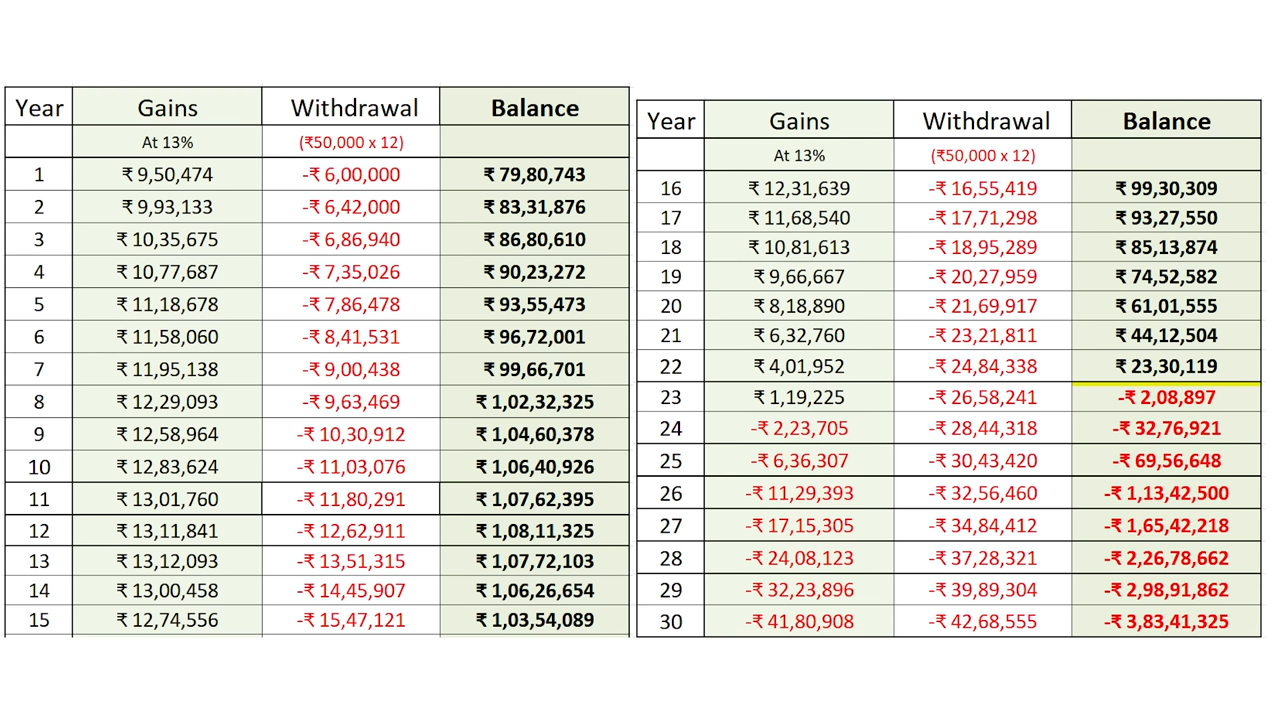 Year Gains Withdrawal Balance
At 13% (₹50,000 x 12)
1 ₹ 9,50,474 -₹ 6,00,000 ₹ 79,80,743
2 ₹ 9,93,133 -₹ 6,42,000 ₹ 83,31,876
3 ₹ 10,35,675 -₹ 6,86,940 ₹ 86,80,610
4 ₹ 10,77,687 -₹ 7,35,026 ₹ 90,23,272
5 ₹ 11,18,678 -₹ 7,86,478 ₹ 93,55,473
6 ₹ 11,58,060 -₹ 8,41,531 ₹ 96,72,001
7 ₹ 11,95,138 -₹ 9,00,438 ₹ 99,66,701
8 ₹ 12,29,093 -₹ 9,63,469 ₹ 1,02,32,325
9 ₹ 12,58,964 -₹ 10,30,912 ₹ 1,04,60,378
10 ₹ 12,83,624 -₹ 11,03,076 ₹ 1,06,40,926
11 ₹ 13,01,760 -₹ 11,80,291 ₹ 1,07,62,395
12 ₹ 13,11,841 -₹ 12,62,911 ₹ 1,08,11,325
13 ₹ 13,12,093 -₹ 13,51,315 ₹ 1,07,72,103
14 ₹ 13,00,458 -₹ 14,45,907 ₹ 1,06,26,654
15 ₹ 12,74,556 -₹ 15,47,121 ₹ 1,03,54,089
Year Gains Withdrawal Balance
At 13% (₹50,000 x 12)
16 ₹ 12,31,639 -₹ 16,55,419 ₹ 99,30,309
17 ₹ 11,68,540 -₹ 17,71,298 ₹ 93,27,550
18 ₹ 10,81,613 -₹ 18,95,289 ₹ 85,13,874
19 ₹ 9,66,667 -₹ 20,27,959 ₹ 74,52,582
20 ₹ 8,18,890 -₹ 21,69,917 ₹ 61,01,555
21 ₹ 6,32,760 -₹ 23,21,811 ₹ 44,12,504
22 ₹ 4,01,952 -₹ 24,84,338 ₹ 23,30,119
23 ₹ 1,19,225 -₹ 26,58,241 -₹ 2,08,897
24 -₹ 2,23,705 -₹ 28,44,318 -₹ 32,76,921
25 -₹ 6,36,307 -₹ 30,43,420 -₹ 69,56,648
26 -₹ 11,29,393 -₹ 32,56,460 -₹ 1,13,42,500
27 -₹ 17,15,305 -₹ 34,84,412 -₹ 1,65,42,218
28 -₹ 24,08,123 -₹ 37,28,321 -₹ 2,26,78,662
29 -₹ 32,23,896 -₹ 39,89,304 -₹ 2,98,91,862
30 -₹ 41,80,908 -₹ 42,68,555 -₹ 3,83,41,325